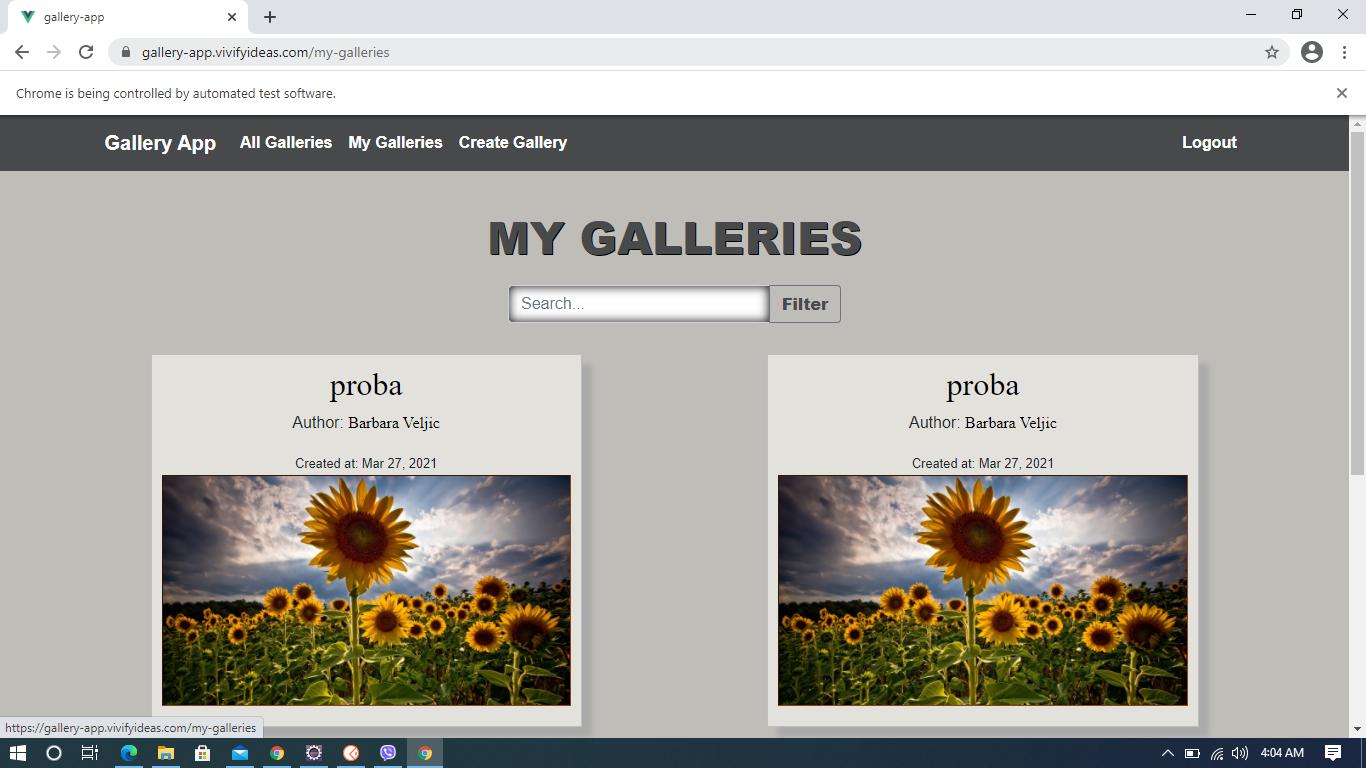 gallery-app
gallery-app.vivifyideas.com/my-galleries
Chrome is being controlled by automated test software.
Gallery App All Galleries My Galleries Create Gallery Logout
MY GALLERIES
Search... Filter
proba proba
Author: Barbara Veljic Author: Barbara Veljic
Created at: Mar 27, 2021 Created at: Mar 27, 2021
https://gallery-app.vivifyideas.com/my-galleries
4:04 AM